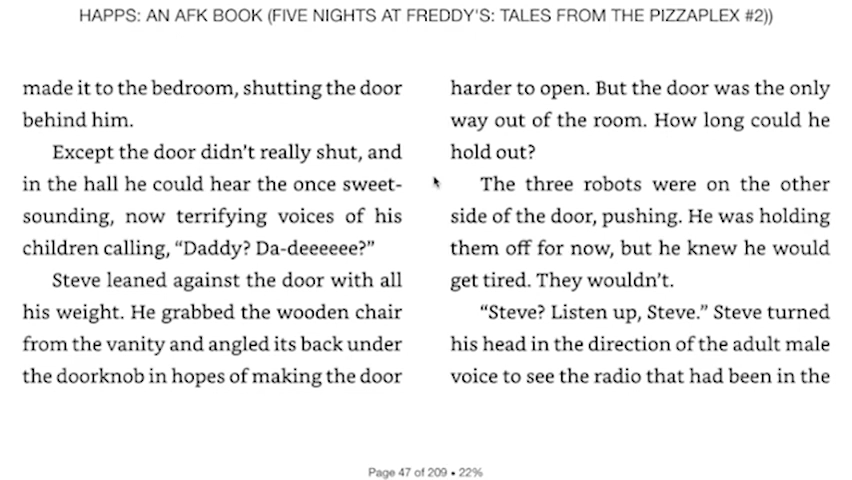 HAPPS: AN AFK BOOK (FIVE NIGHTS AT FREDDY'S: TALES FROM THE PIZZAPLEX #2))
made it to the bedroom, shutting the door
behind him.
Except the door didn't really shut, and
in the hall he could hear the once sweet-
sounding, now terrifying voices of his
children calling, “Daddy? Da-deeeeee?”
Steve leaned against the door with all
his weight. He grabbed the wooden chair
from the vanity and angled its back under
the doorknob in hopes of making the door
harder to open. But the door was the only
way out of the room. How long could he
hold out?
The three robots were on the other
side of the door, pushing. He was holding
them off for now, but he knew he would
get tired. They wouldn't.
“Steve? Listen up, Steve.” Steve turned
his head in the direction of the adult male
voice to see the radio that had been in the
Page 47 of 209 • 22%